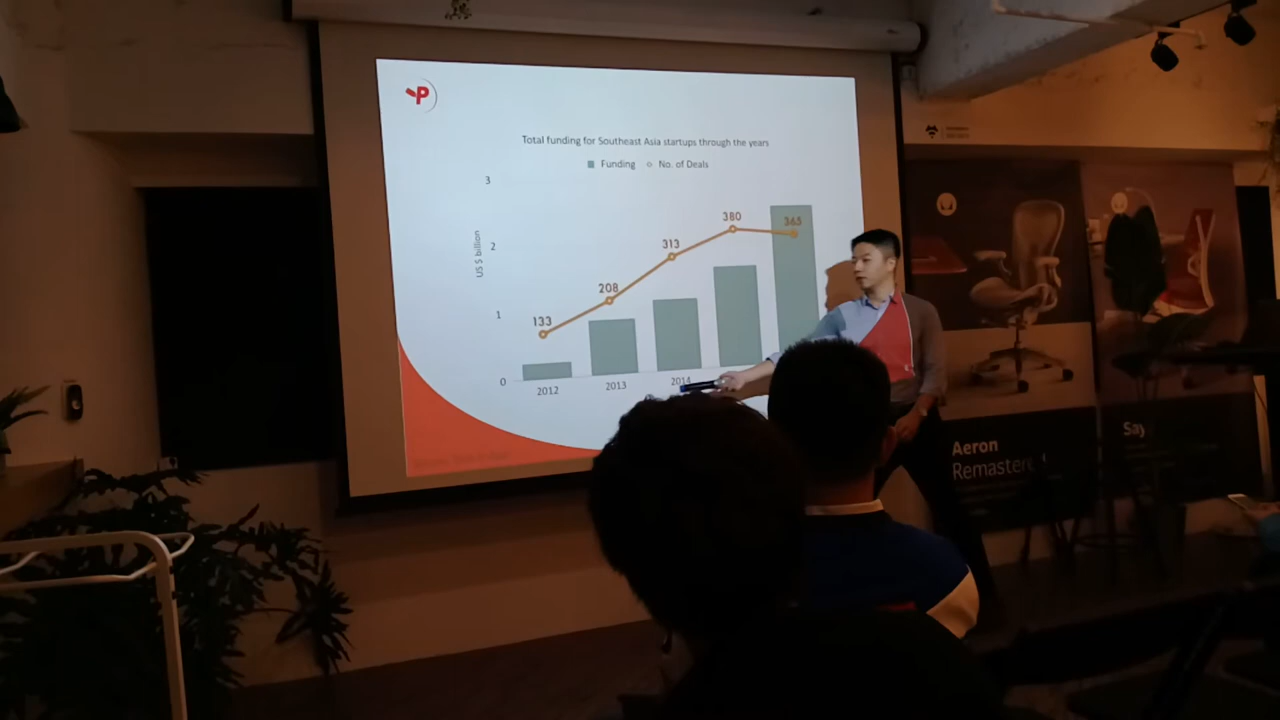 P
Total funding for Southeast Asia startups through the years
Funding No. of Deals
3
2
1
0
US $ billion
133
208
313
380
365
2012
2013
2014
Aeron
Remastered
Say